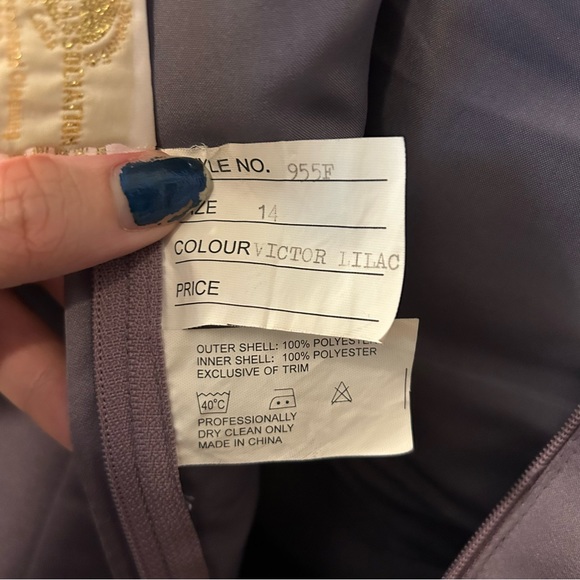 YLE NO. 955F
ZE 14
COLOUR VICTOR LILAC
PRICE
OUTER SHELL: 100% POLYESTER
INNER SHELL: 100% POLYESTER
EXCLUSIVE OF TRIM
40°C
PROFESSIONALLY
DRY CLEAN ONLY
MADE IN CHINA